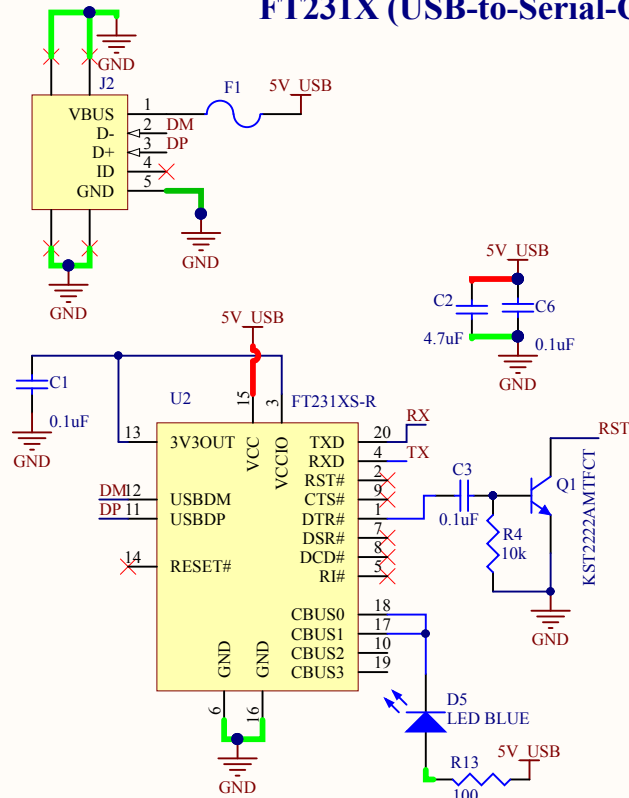 FT231X (USB-to-Serial-C
GND
J2
F1
5V_USB
VBUS 1
D- 2 DM
D+ 3 DP
ID 4
GND 5
GND
GND
5V_USB
C2
C6
4.7uF
0.1uF
GND
5V_USB
C1
0.1uF
GND
U2
15
3
FT231XS-R
13 3V3OUT
VCC
VCCIO
TXD 20 RX
RXD 4 TX
RST# 2
DM 12 USBDM
CTS# 9
DP 11 USBDP
DTR# 1
DSR# 7
14 RESET#
DCD# 8
RI# 5
C3
0.1uF
R4
10k
Q1
KST2222AMTFCT
RST
GND
CBUS0 18
CBUS1 17
CBUS2 10
CBUS3 19
GND
GND
6
16
GND
D5
LED BLUE
R13
100
5V_USB